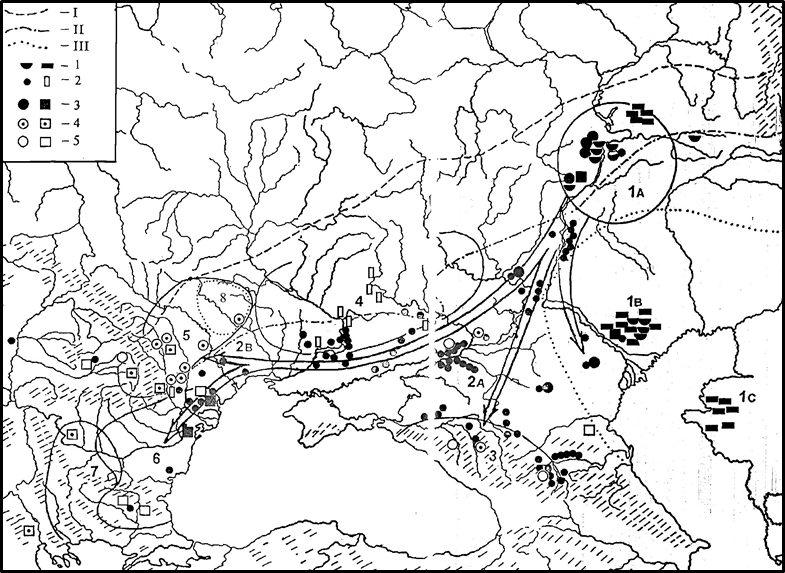 – I
– II
– III
– 1
– 2
– 3
– 4
– 5
1A
1B
1C
4
8
5
2B
2A
3
6
7